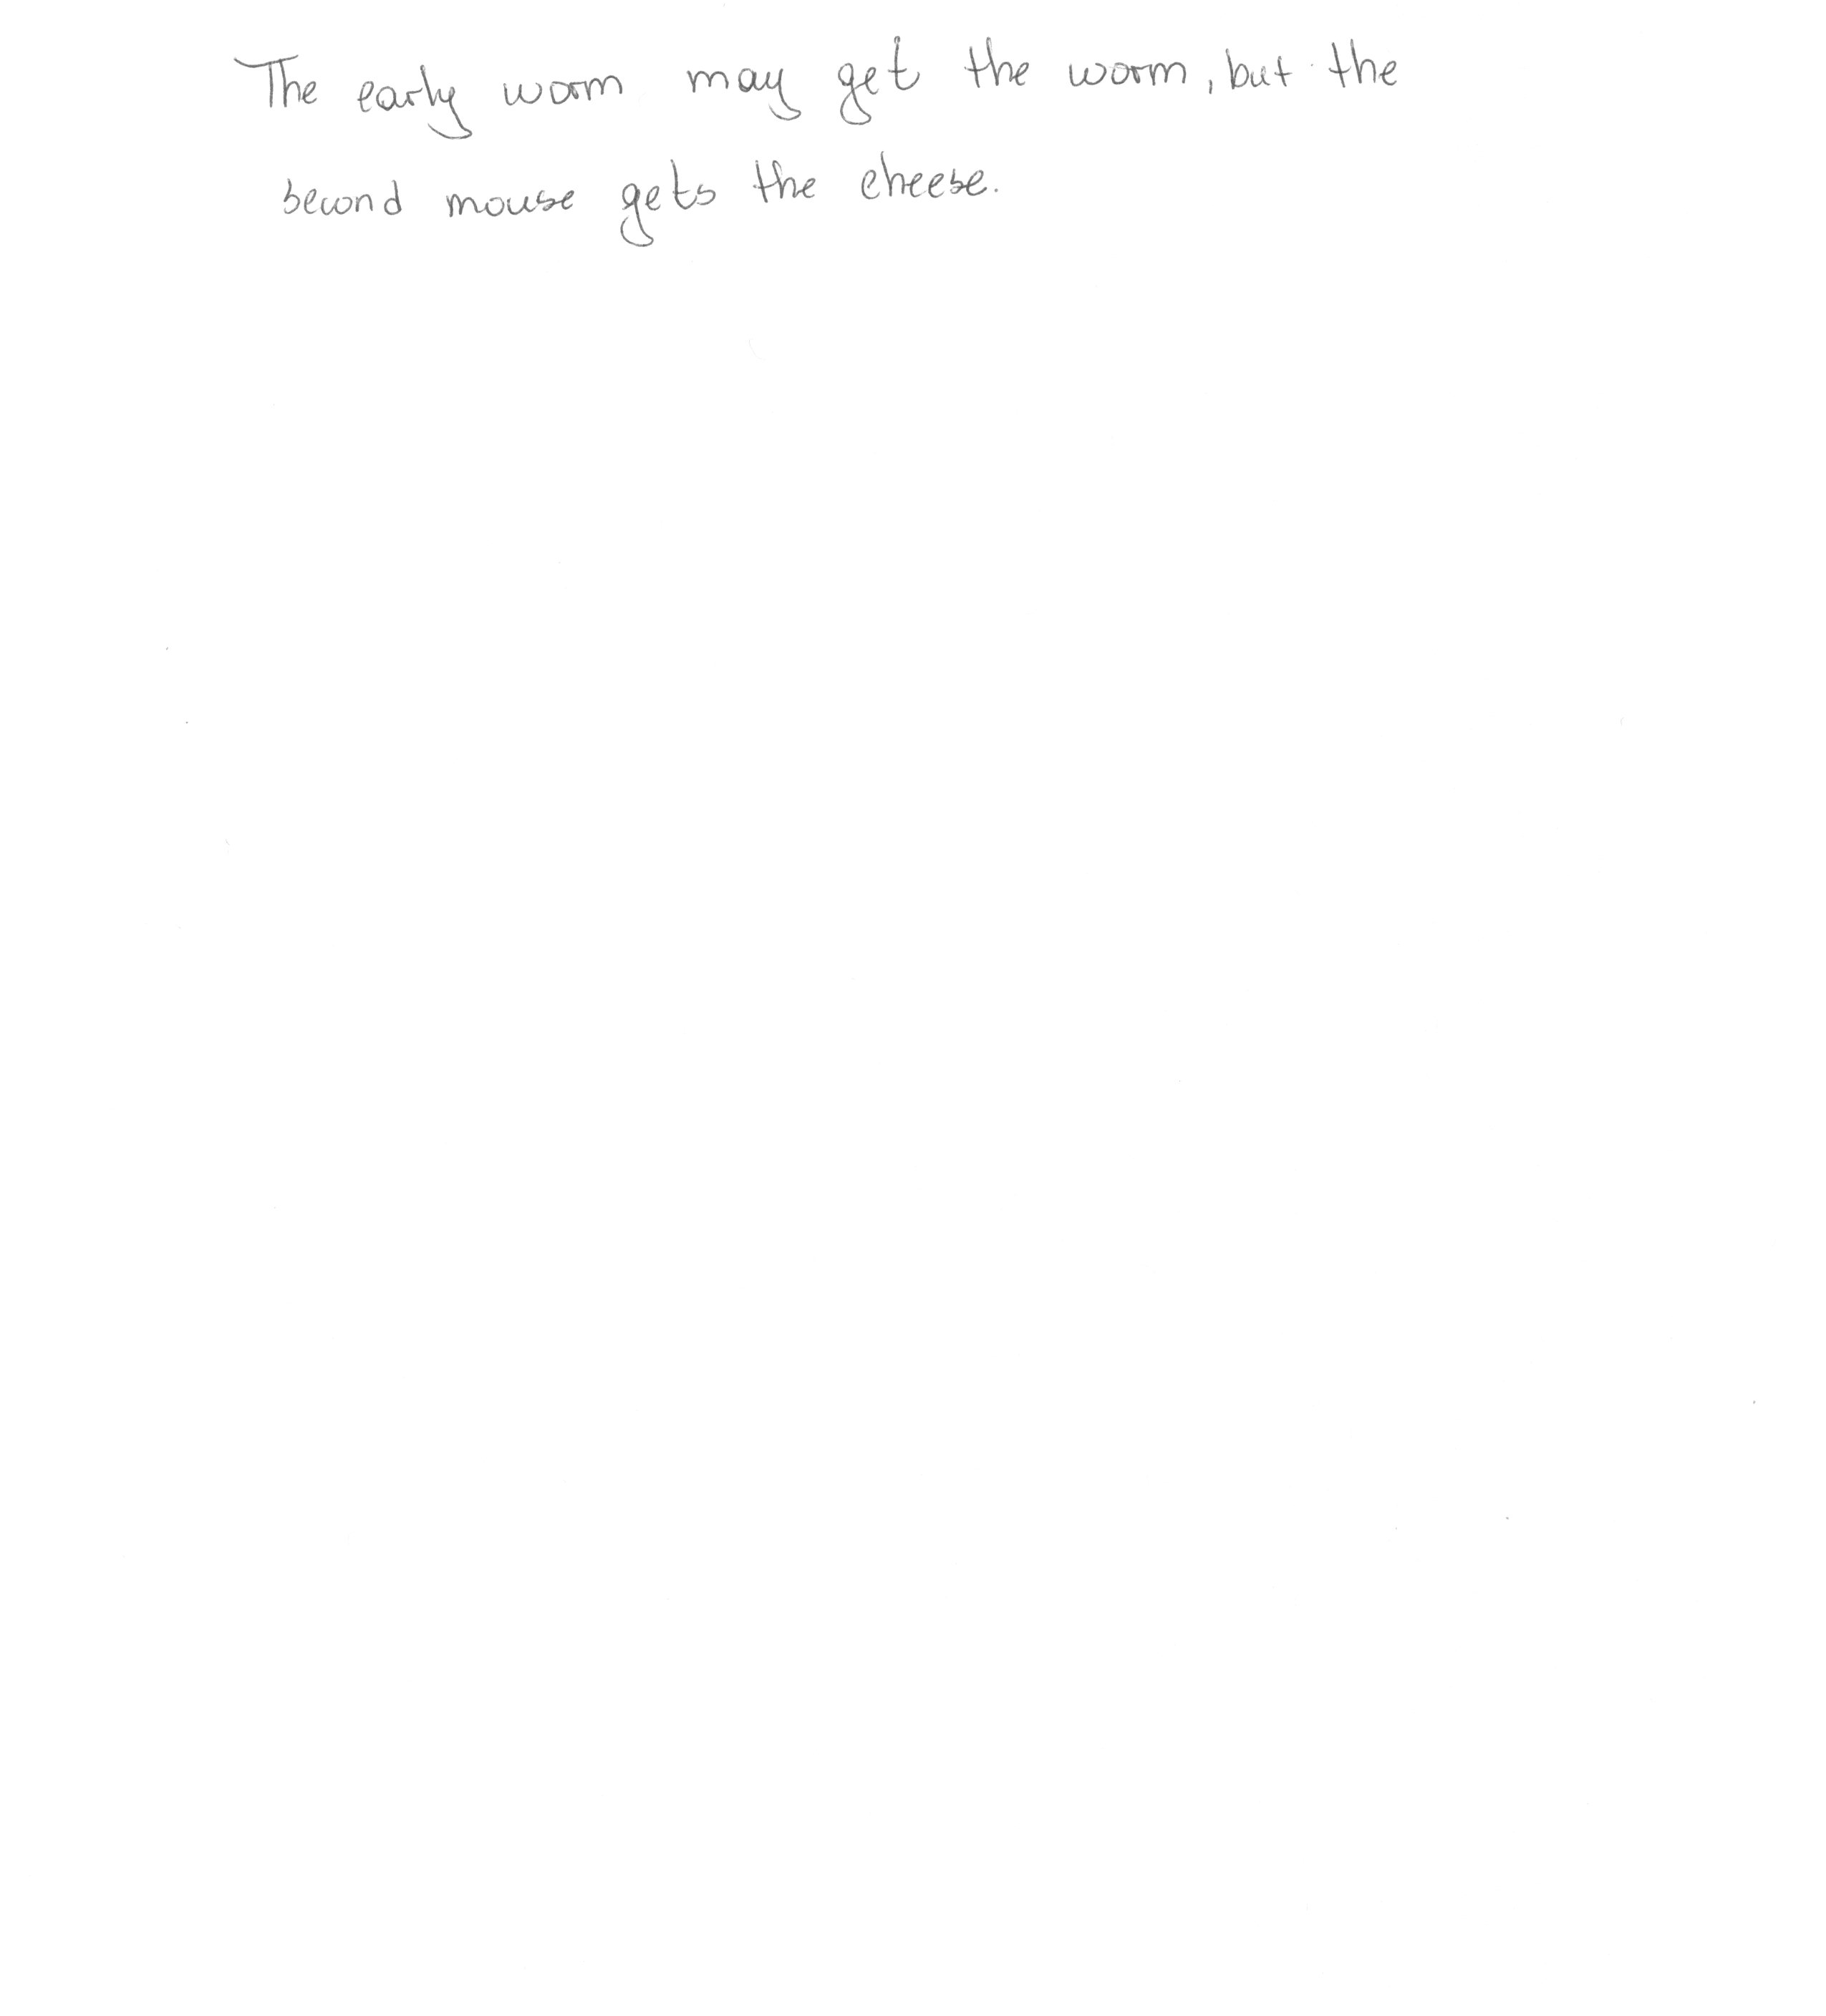 The early worm may get the worm, but the
second mouse gets the cheese.